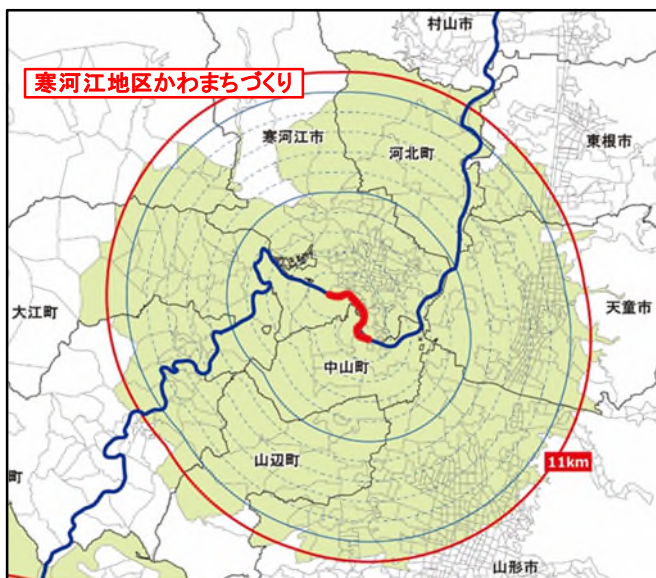 村山市
寒河江地区かわまちづくり
寒河江市
東根市
河北町
大江町
天童市
中山町
山辺町
11km
町
山形市